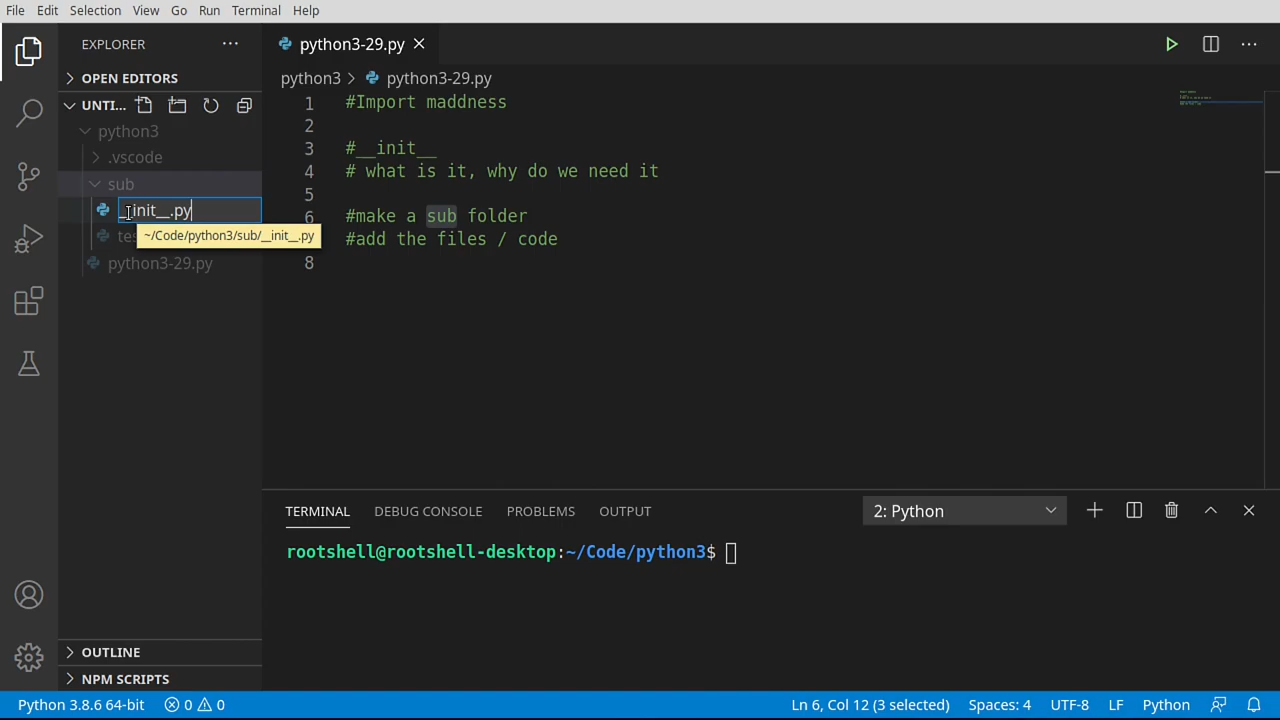 File Edit Selection View Go Run Terminal Help
EXPLORER
python3-29.py
OPEN EDITORS
UNTI...
python3 > python3-29.py
python3
.vscode
sub
__init__.py
~/Code/python3/sub/__init__.py
python3-29.py
1 #Import maddness
2
3 #__init__
4 # what is it, why do we need it
5
6 #make a sub folder
#add the files / code
8
TERMINAL DEBUG CONSOLE PROBLEMS OUTPUT
2: Python
rootshell@rootshell-desktop:~/Code/python3$
OUTLINE
NPM SCRIPTS
Python 3.8.6 64-bit 0 0 Ln 6, Col 12 (3 selected) Spaces: 4 UTF-8 LF Python